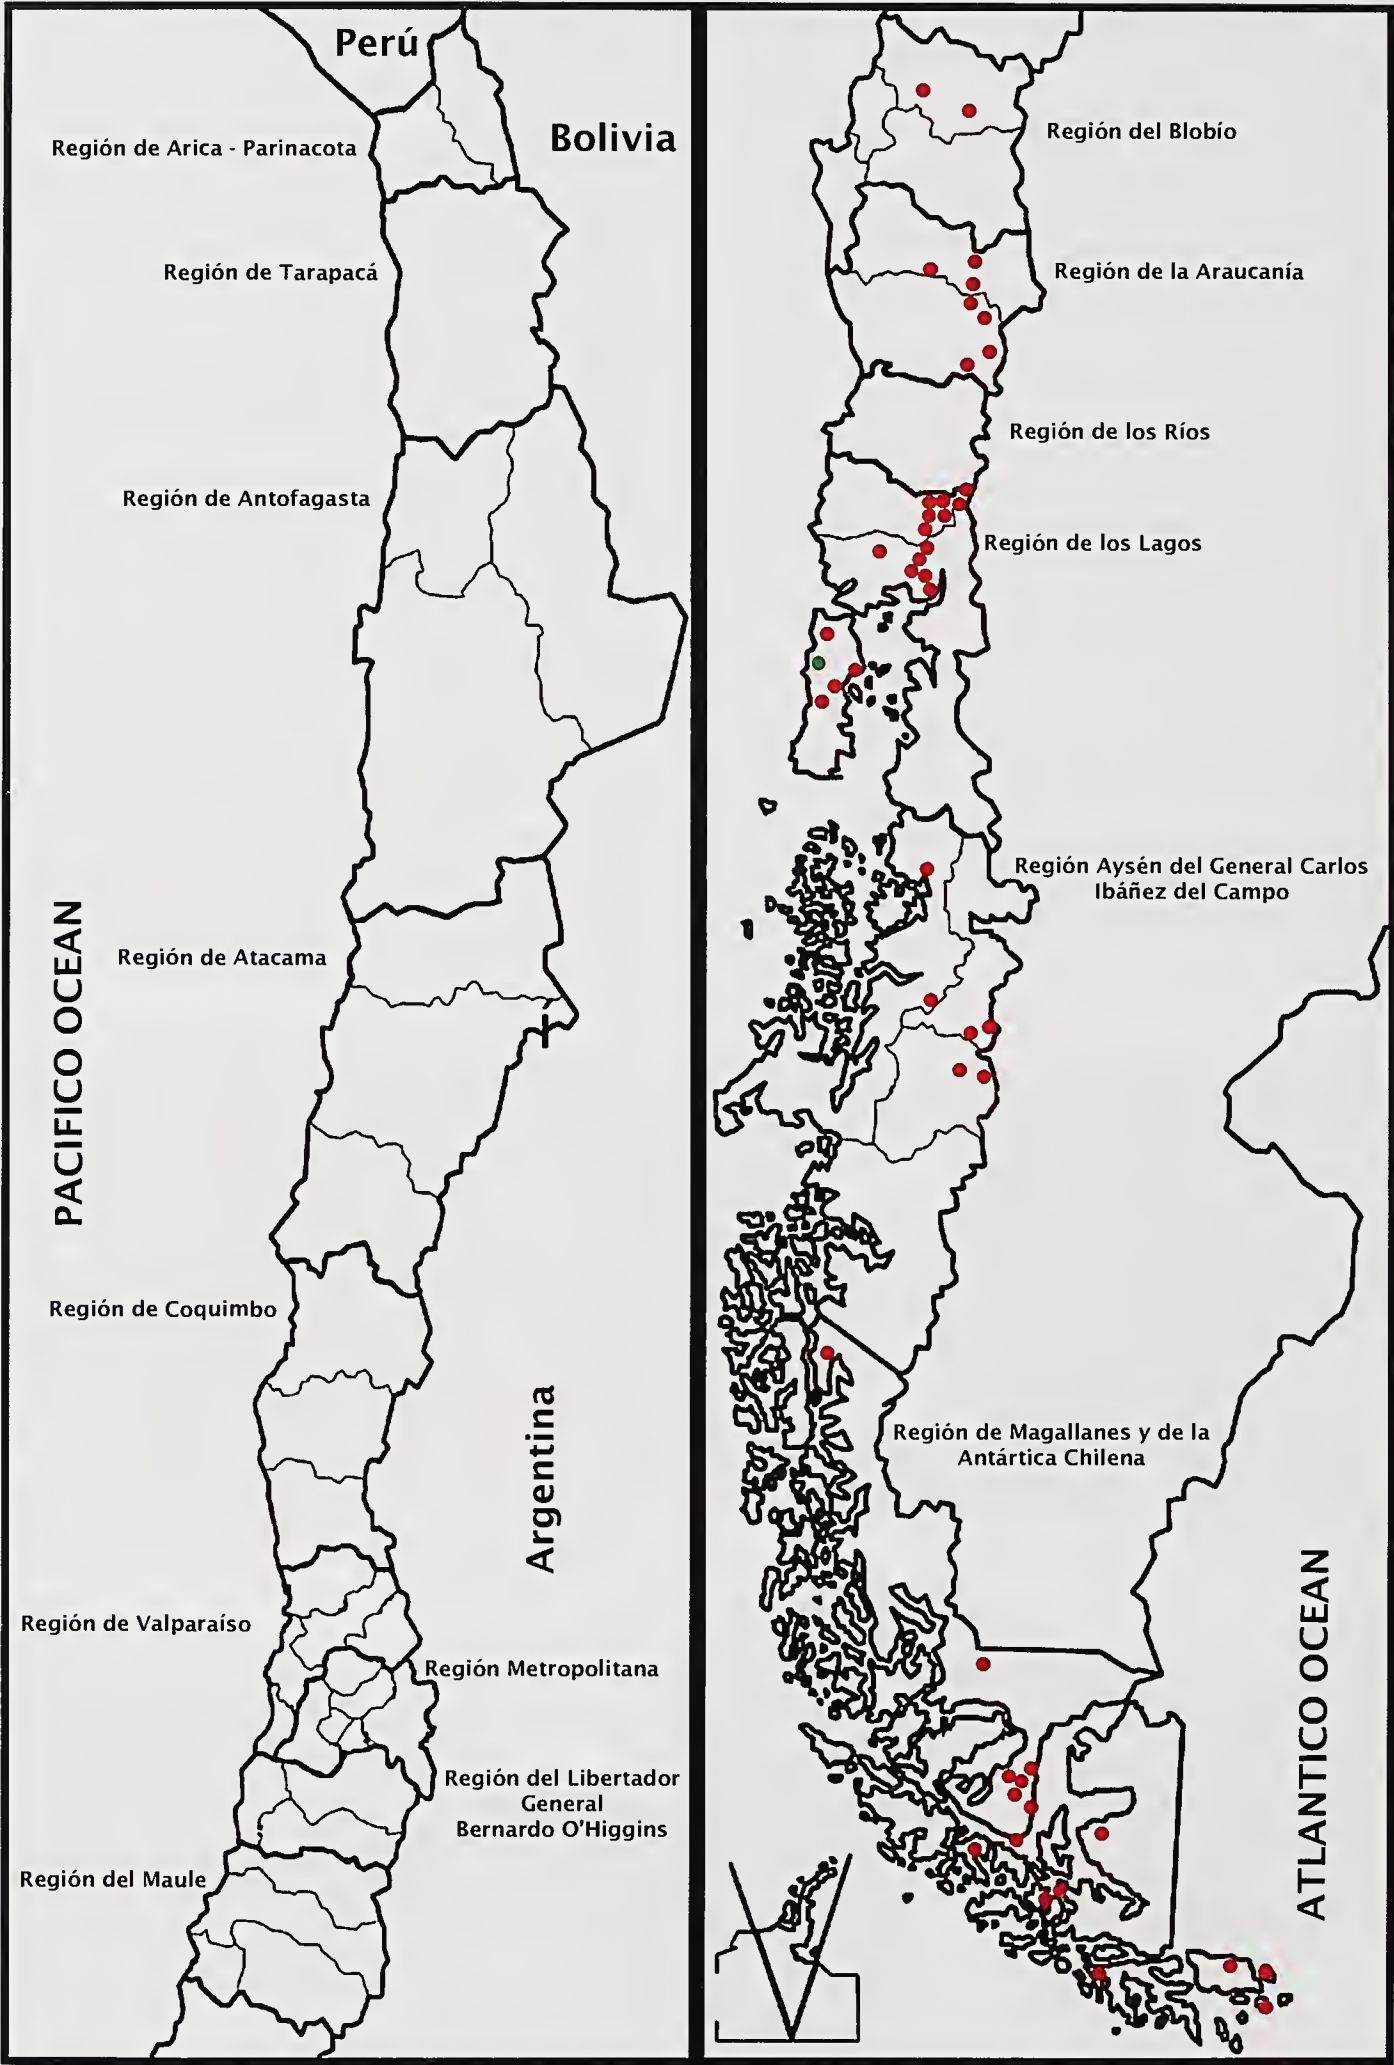 Perú
Bolivia
Región de Arica - Parinacota
Región de Tarapacá
Región de Antofagasta
PACIFICO OCEAN
Región de Atacama
Región de Coquimbo
Argentina
Región de Valparaíso
Región Metropolitana
Región del Libertador
General
Bernardo O'Higgins
Región del Maule
Región del Blobío
Región de la Araucanía
Región de los Ríos
Región de los Lagos
Región Aysén del General Carlos
Ibáñez del Campo
Región de Magallanes y de la
Antártica Chilena
ATLANTICO OCEAN